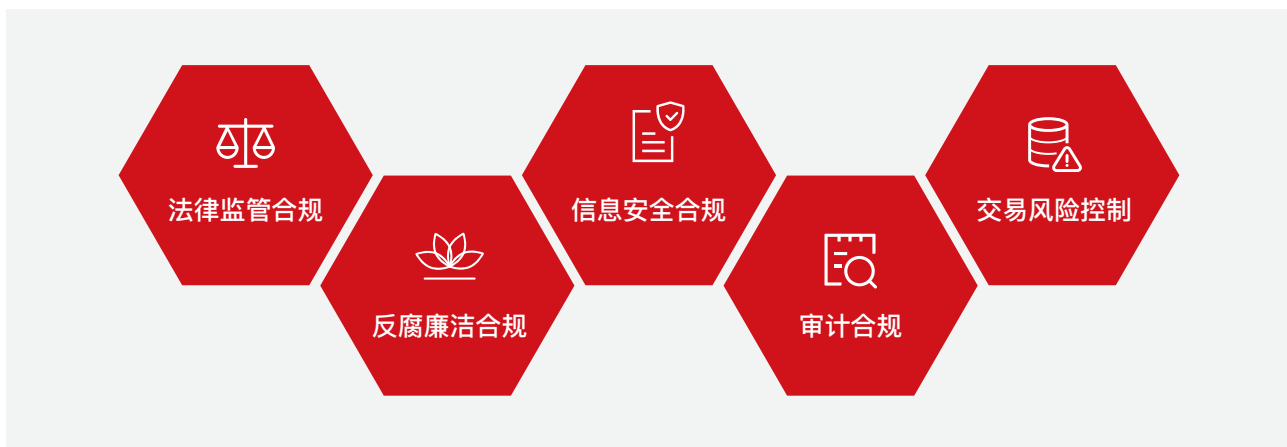 法律监管合规
反腐廉洁合规
信息安全合规
审计合规
交易风险控制